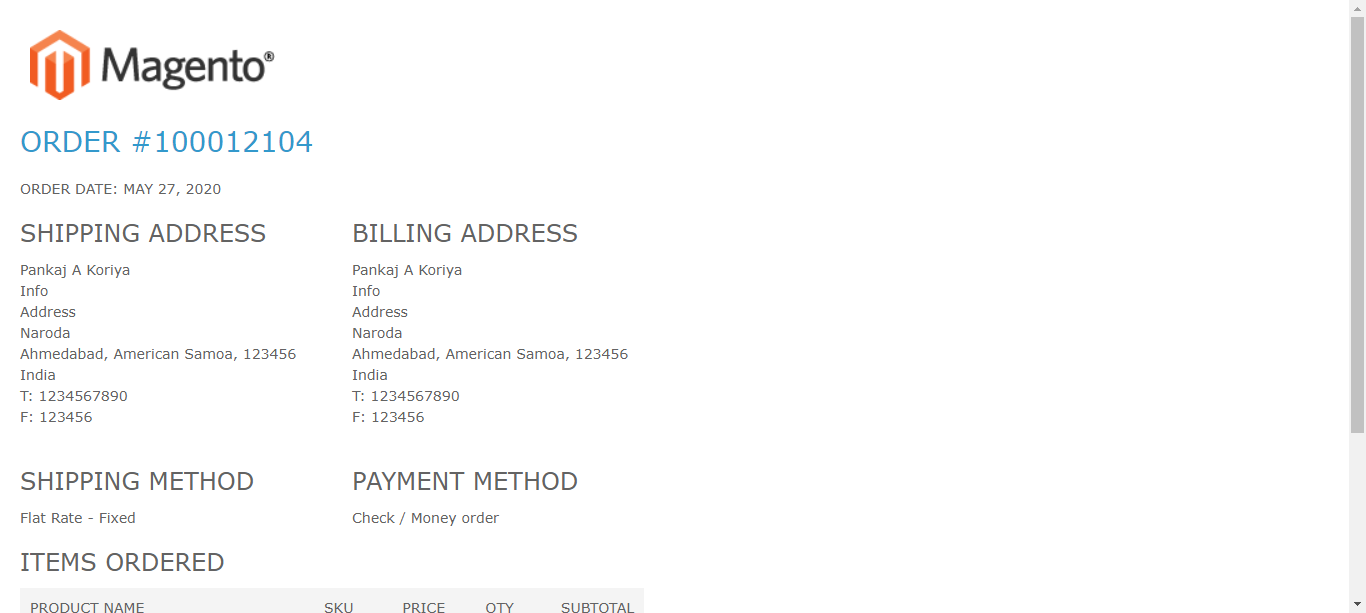 Magento®
ORDER #100012104
ORDER DATE: MAY 27, 2020
SHIPPING ADDRESS
Pankaj A Koriya
Info
Address
Naroda
Ahmedabad, American Samoa, 123456
India
T: 1234567890
F: 123456
BILLING ADDRESS
Pankaj A Koriya
Info
Address
Naroda
Ahmedabad, American Samoa, 123456
India
T: 1234567890
F: 123456
SHIPPING METHOD
Flat Rate - Fixed
PAYMENT METHOD
Check / Money order
ITEMS ORDERED
PRODUCT NAME SKU PRICE QTY SUBTOTAL